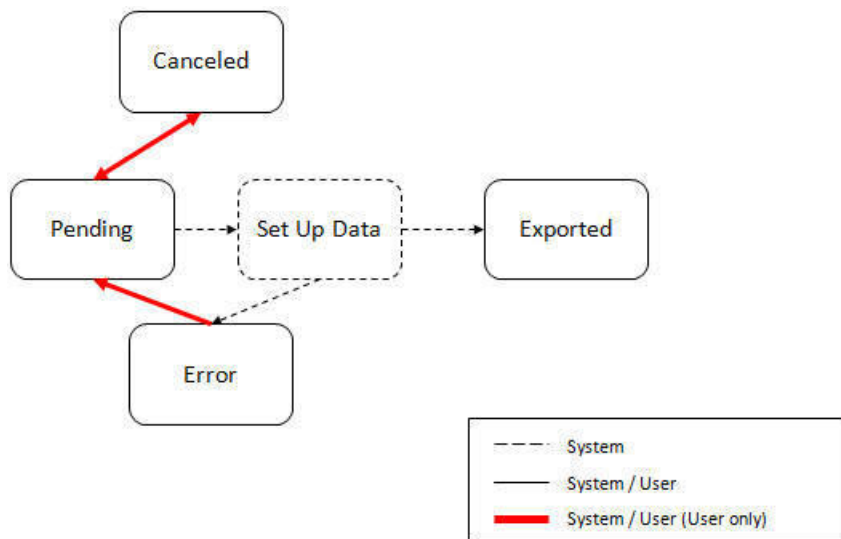 Canceled
Pending
Set Up Data
Exported
Error
System
System / User
System / User (User only)